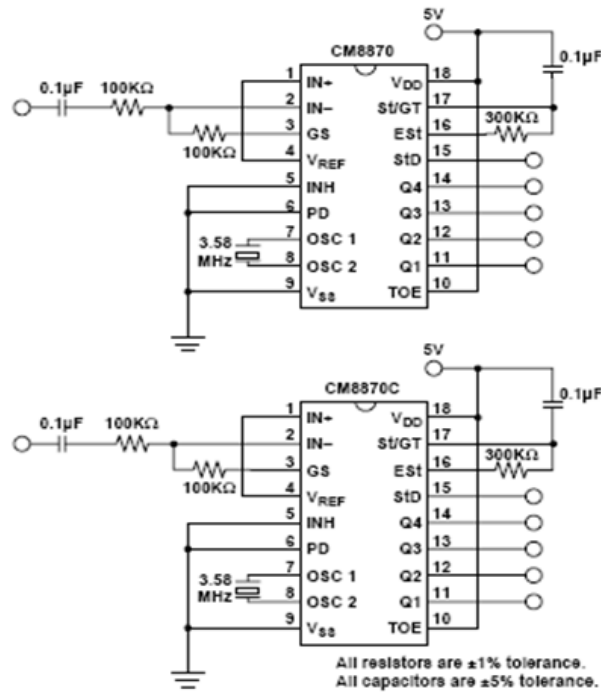 5V
CM8870
0.1µF
0.1µF 100KΩ
1 IN+ VDD 18
2 IN– St/GT 17
300KΩ
3 GS ESt 16
100KΩ
4 VREF StD 15
5 INH Q4 14
6 PD Q3 13
3.58 MHz
7 OSC 1 Q2 12
8 OSC 2 Q1 11
9 VSS TOE 10
5V
CM8870C
0.1µF
0.1µF 100KΩ
1 IN+ VDD 18
2 IN– St/GT 17
300KΩ
3 GS ESt 16
100KΩ
4 VREF StD 15
5 INH Q4 14
6 PD Q3 13
3.58 MHz
7 OSC 1 Q2 12
8 OSC 2 Q1 11
9 VSS TOE 10
All resistors are ±1% tolerance.
All capacitors are ±5% tolerance.